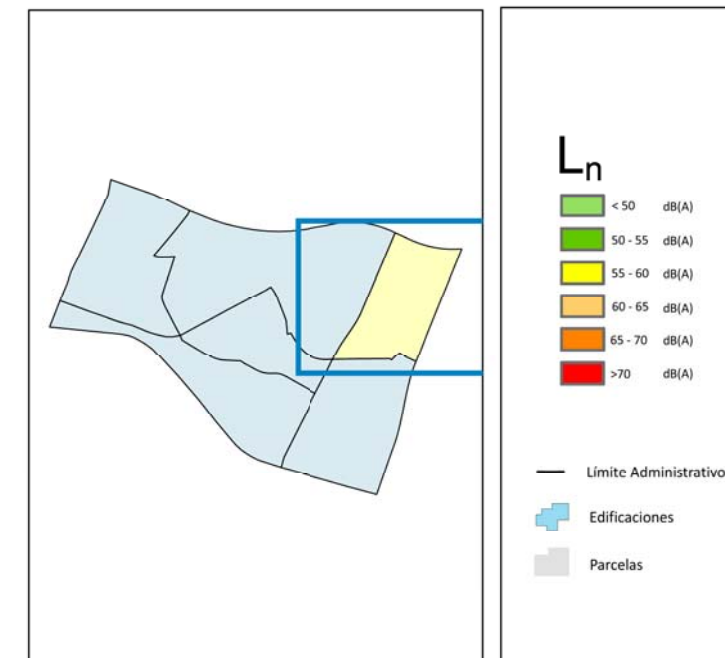 Ln
< 50 dB(A)
50 - 55 dB(A)
55 - 60 dB(A)
60 - 65 dB(A)
65 - 70 dB(A)
>70 dB(A)
Límite Administrativo
Edificaciones
Parcelas